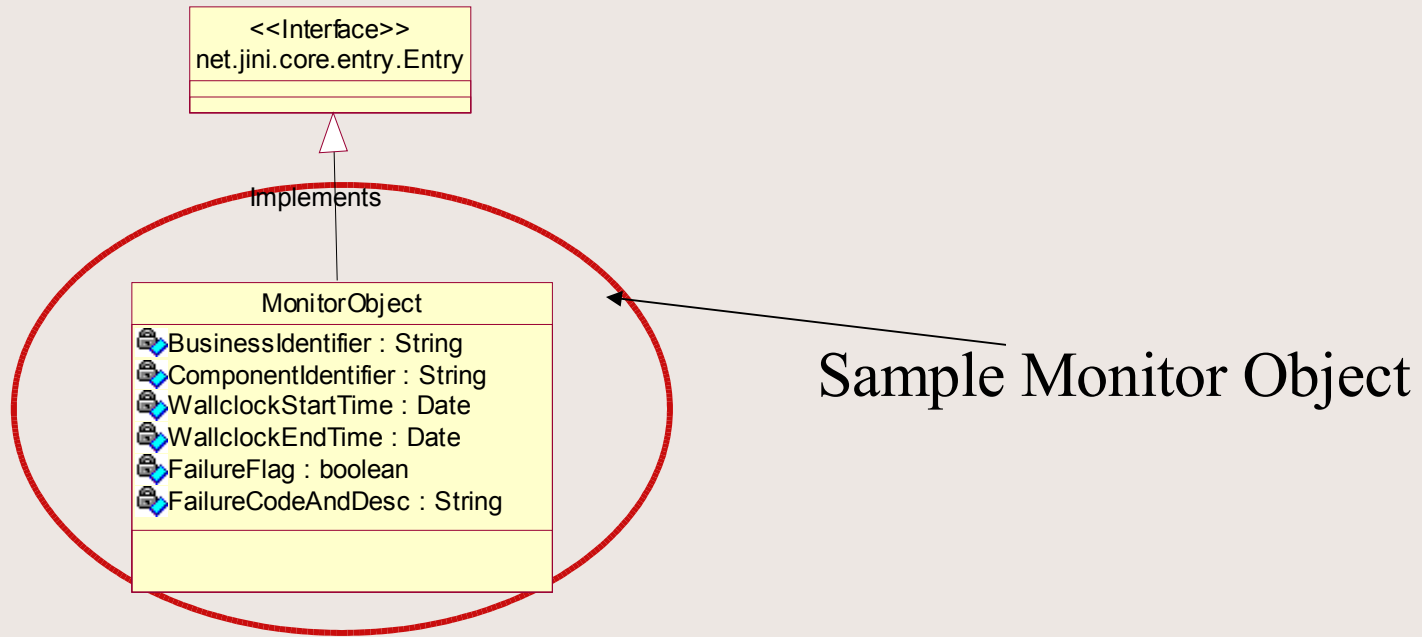 <<Interface>>
net.jini.core.entry.Entry
Implements
MonitorObject
BusinessIdentifier : String
ComponentIdentifier : String
WallclockStartTime : Date
WallclockEndTime : Date
FailureFlag : boolean
FailureCodeAndDesc : String
Sample Monitor Object